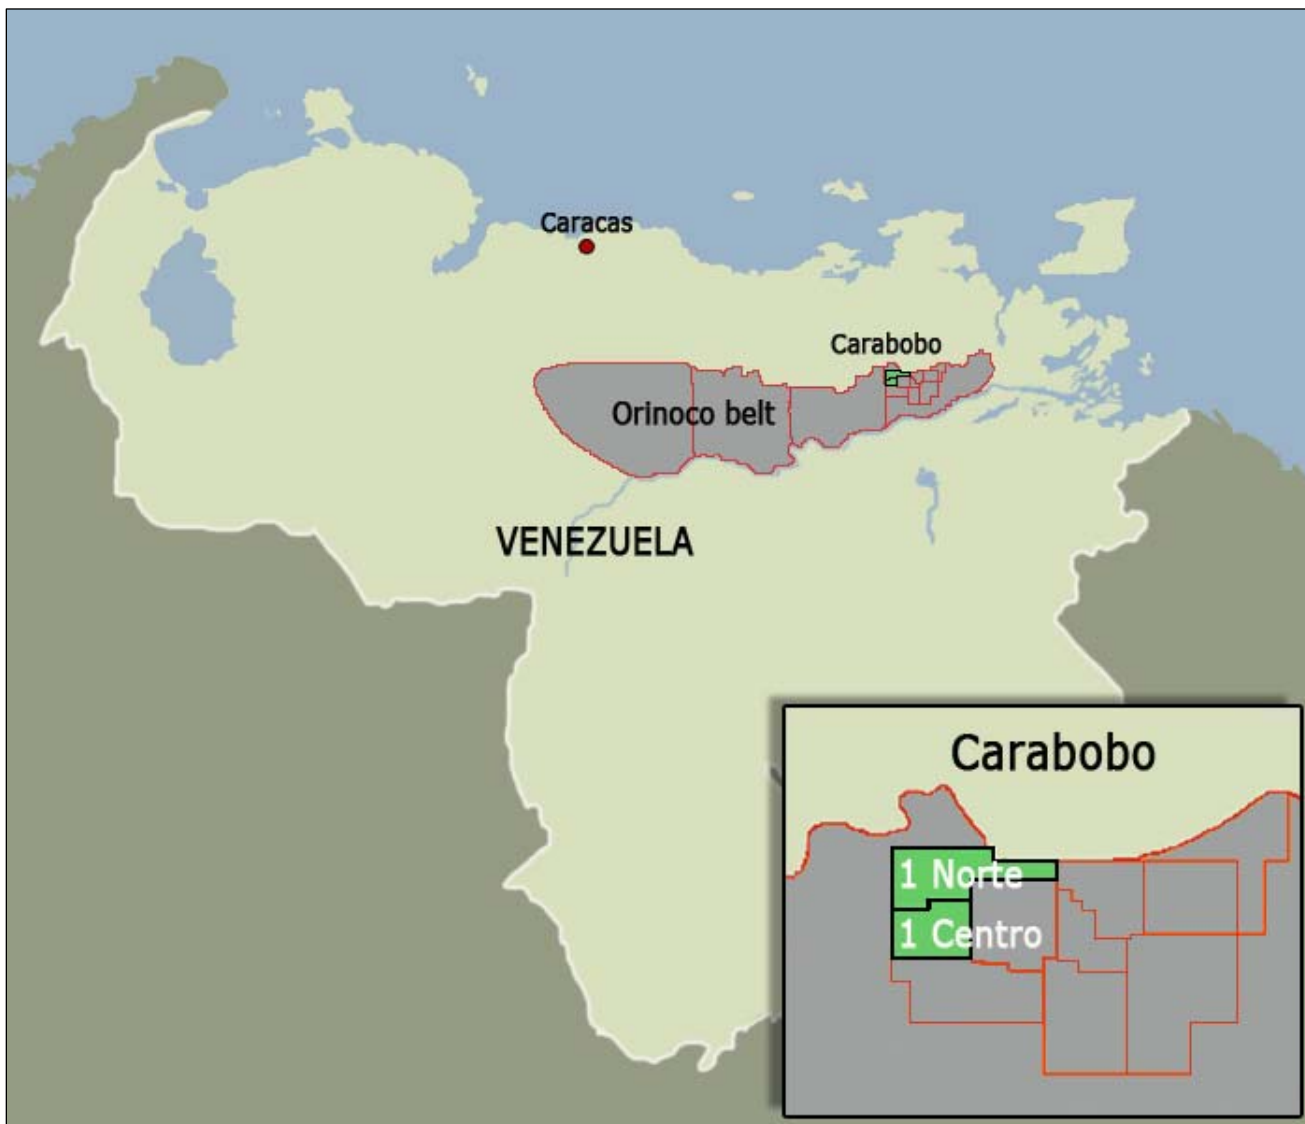 Caracas
Carabobo
Orinoco belt
VENEZUELA
Carabobo
1 Norte
1 Centro